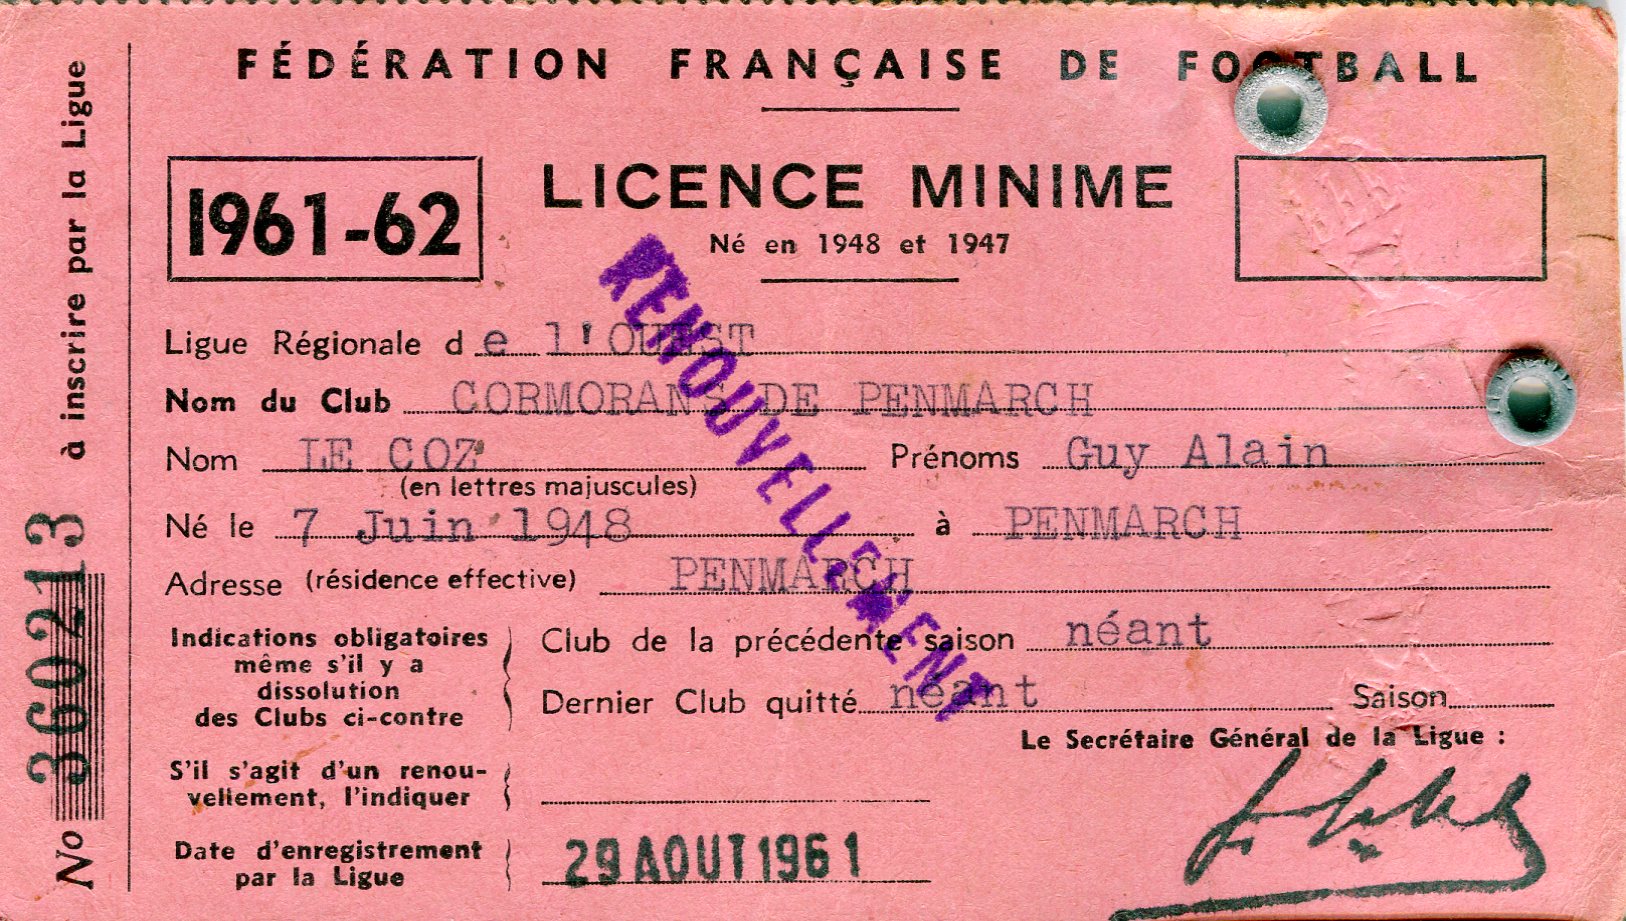 FÉDÉRATION FRANÇAISE DE FOOTBALL
1961-62
LICENCE MINIME
Né en 1948 et 1947
Ligue Régionale de l'OUEST
Nom du Club CORMORANS DE PENMARCH
Nom LE COZ Prénoms Guy Alain
(en lettres majuscules)
Né le 7 Juin 1948 à PENMARCH
Adresse (résidence effective) PENMARCH
Indications obligatoires
même s'il y a
dissolution
des Clubs ci-contre
Club de la précédente saison néant
Dernier Club quitté néant Saison
Le Secrétaire Général de la Ligue :
S'il s'agit d'un renou-
vellement, l'indiquer
Date d'enregistrement
par la Ligue
29 AOUT 1961
RENOUVELLEMENT
No 360213 à inscrire par la Ligue